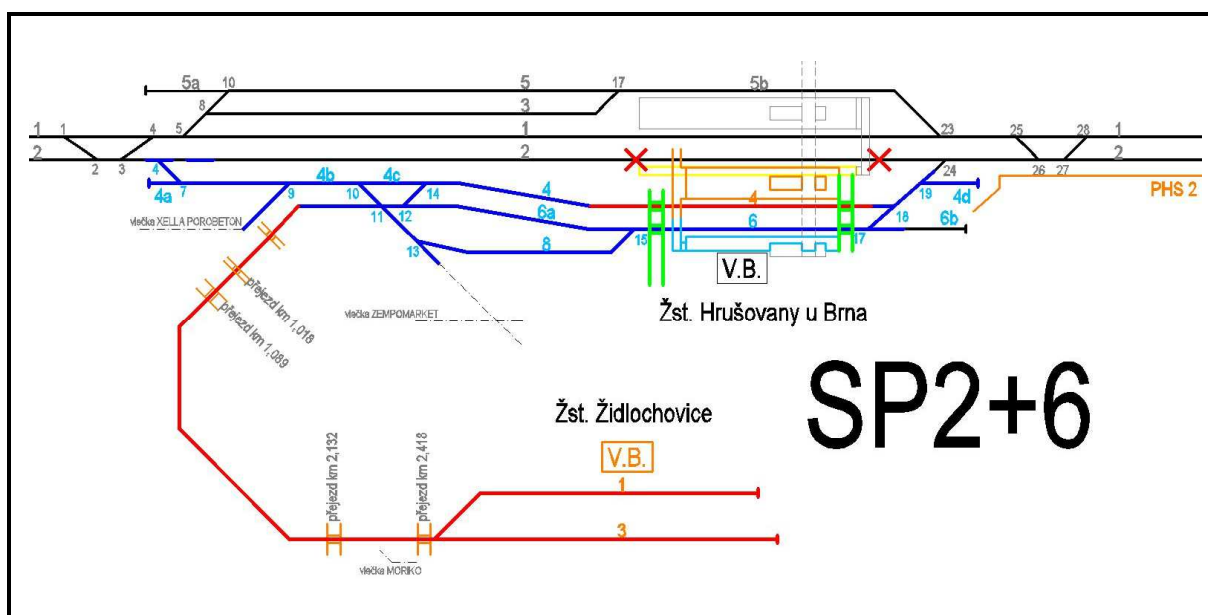 5a 10 5 17 5b
8 3
1 1 4 5 1 23 25 28 1
2 2 3 2 24 26 27 2
4 7 9 4b 10 4c 14 4 4 19 4d PHS 2
4a
vlečka XELLA POROBETON 11 12 6a 6 18 6b
13 8 15 17
V.B.
přejezd km 1,018
přejezd km 1,089
vlečka ZEMPOMARKET
Žst. Hrušovany u Brna
SP2+6
Žst. Židlochovice
V.B.
přejezd km 2,132
přejezd km 2,418
1
3
vlečka MORIKO